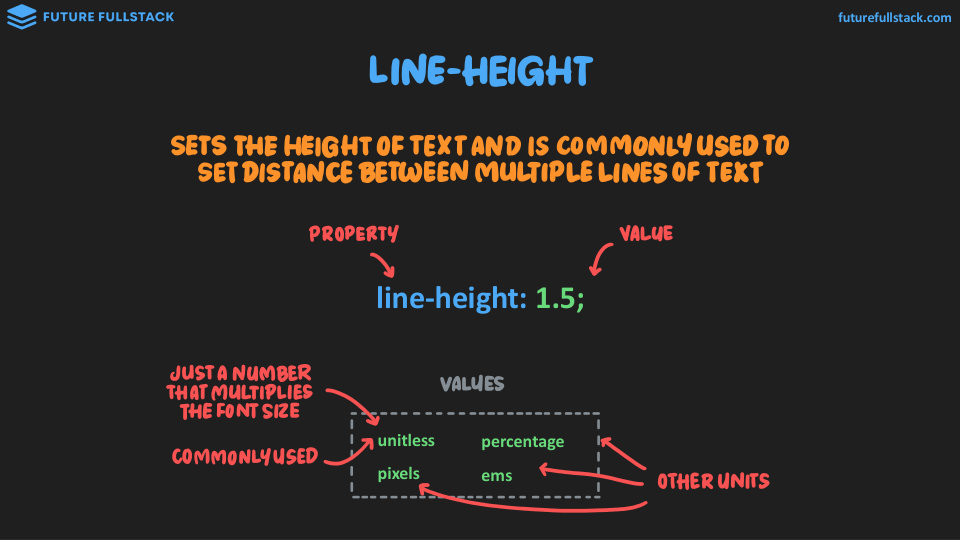 FUTURE FULLSTACK
futurefullstack.com
LINE-HEIGHT
SETS THE HEIGHT OF TEXT AND IS COMMONLY USED TO
SET DISTANCE BETWEEN MULTIPLE LINES OF TEXT
PROPERTY
VALUE
line-height: 1.5;
JUST A NUMBER
THAT MULTIPLIES
THE FONT SIZE
VALUES
COMMONLY USED
unitless
percentage
pixels
ems
OTHER UNITS